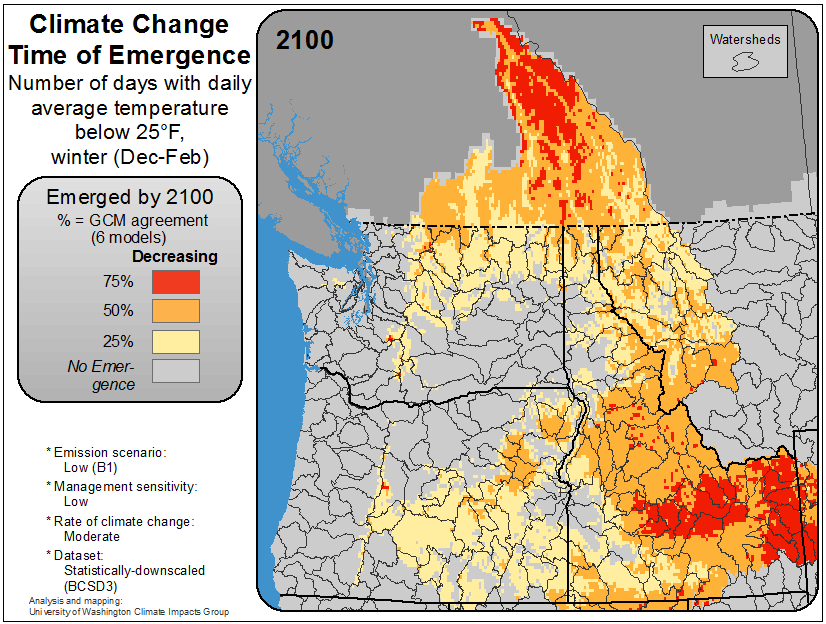 Climate Change
Time of Emergence
Number of days with daily
average temperature
below 25°F,
winter (Dec-Feb)
Emerged by 2100
% = GCM agreement
(6 models)
Decreasing
75%
50%
25%
No Emer-
gence
* Emission scenario:
Low (B1)
* Management sensitivity:
Low
* Rate of climate change:
Moderate
* Dataset:
Statistically-downscaled
(BCSD3)
Analysis and mapping:
University of Washington Climate Impacts Group
2100
Watersheds